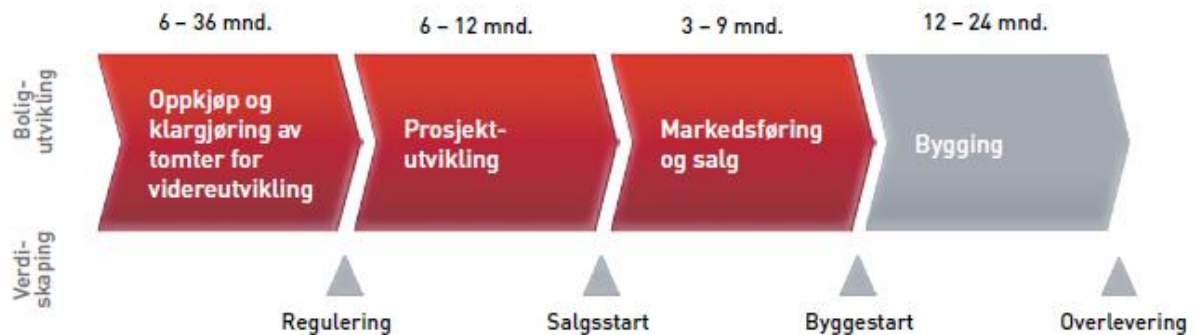 6 – 36 mnd.
6 – 12 mnd.
3 – 9 mnd.
12 – 24 mnd.
Bolig-
utvikling
Oppkjøp og
klargjøring av
tomter for
videreutvikling
Prosjekt-
utvikling
Markedsføring
og salg
Bygging
Verdi-
skaping
Regulering
Salgsstart
Byggestart
Overlevering